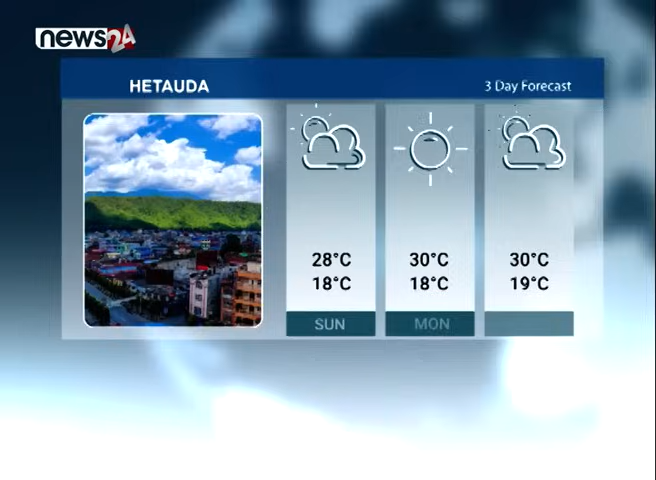 news24
HETAUDA
3 Day Forecast
28°C 30°C 30°C
18°C 18°C 19°C
SUN MON